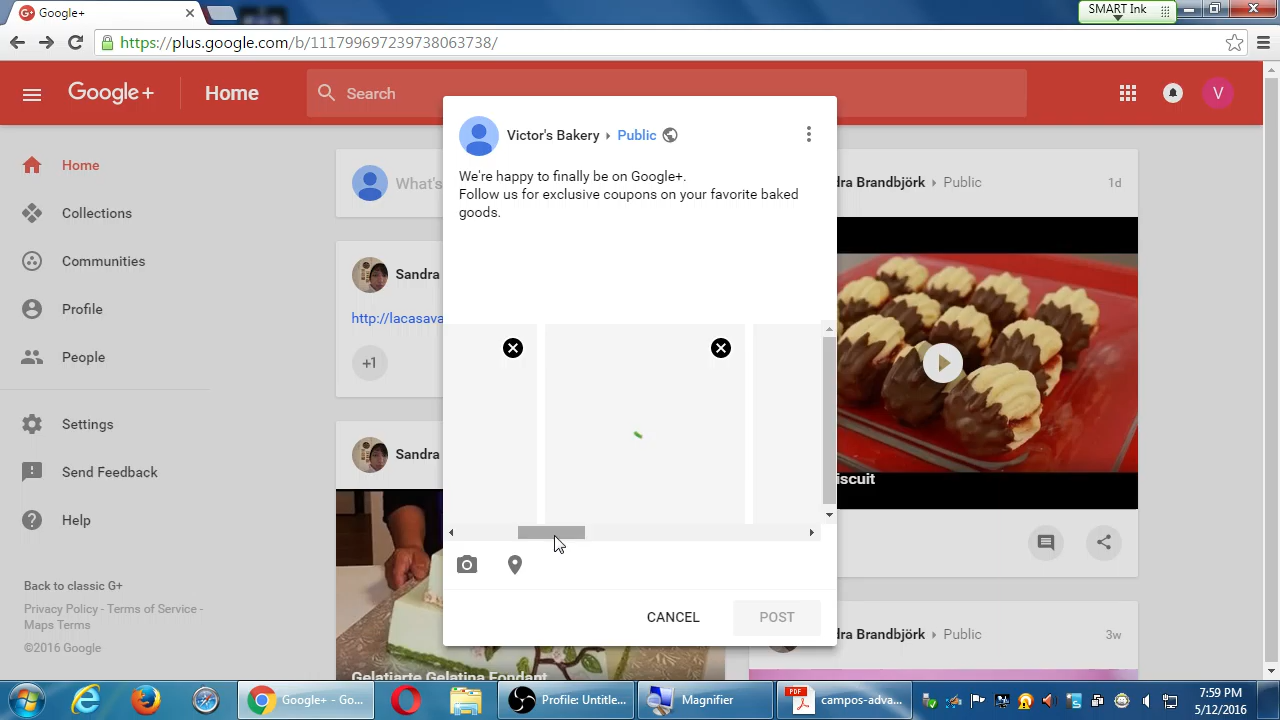 Google+
SMART Ink
https://plus.google.com/b/111799697239738063738/
Google+
Home
Search
V
Home
Collections
Communities
Profile
People
Settings
Send Feedback
Help
Back to classic G+
Privacy Policy - Terms of Service -
Maps Terms
©2016 Google
What's
Sandra
http://lacasava
+1
Sandra
Gelatiarte Gelatina Fondant
Victor's Bakery
Public
We're happy to finally be on Google+.
Follow us for exclusive coupons on your favorite baked
goods.
CANCEL
POST
dra Brandbjörk
Public
1d
iscuit
dra Brandbjörk
Public
3w
Google+ - Go...
Profile: Untitle...
Magnifier
PDF
campos-adva...
7:59 PM
5/12/2016